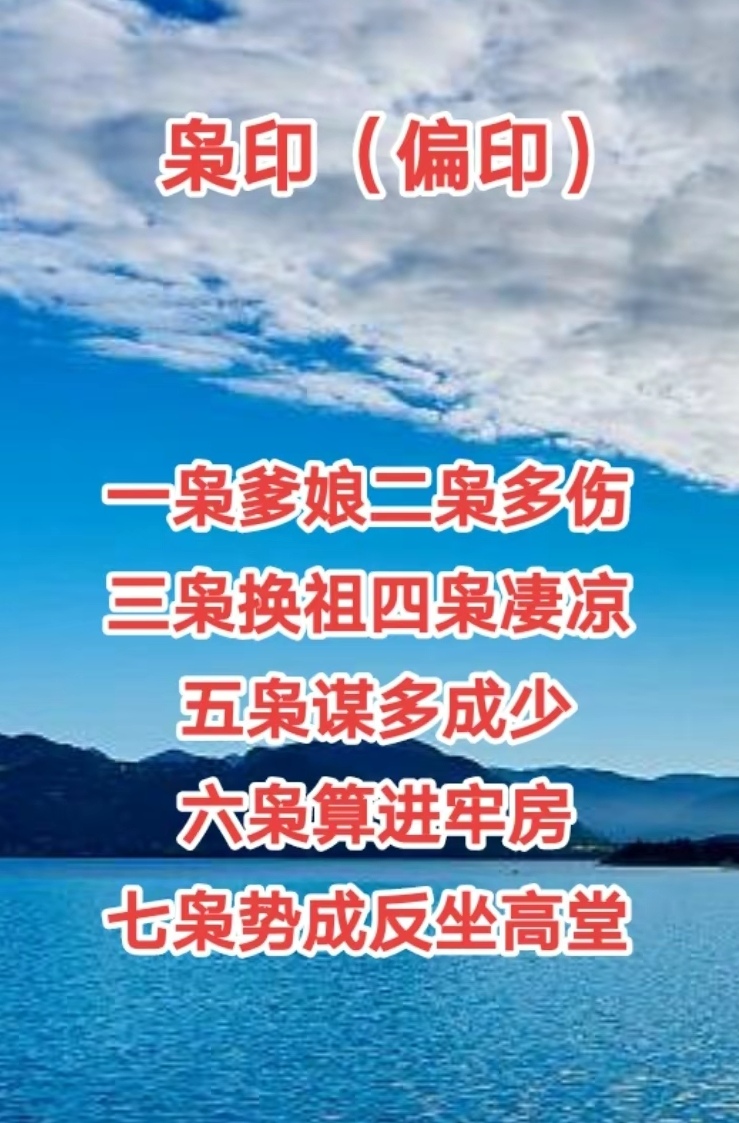 枭印（偏印）
一枭爹娘二枭多伤
三枭换祖四枭凄凉
五枭谋多成少
六枭算进牢房
七枭势成反坐高堂